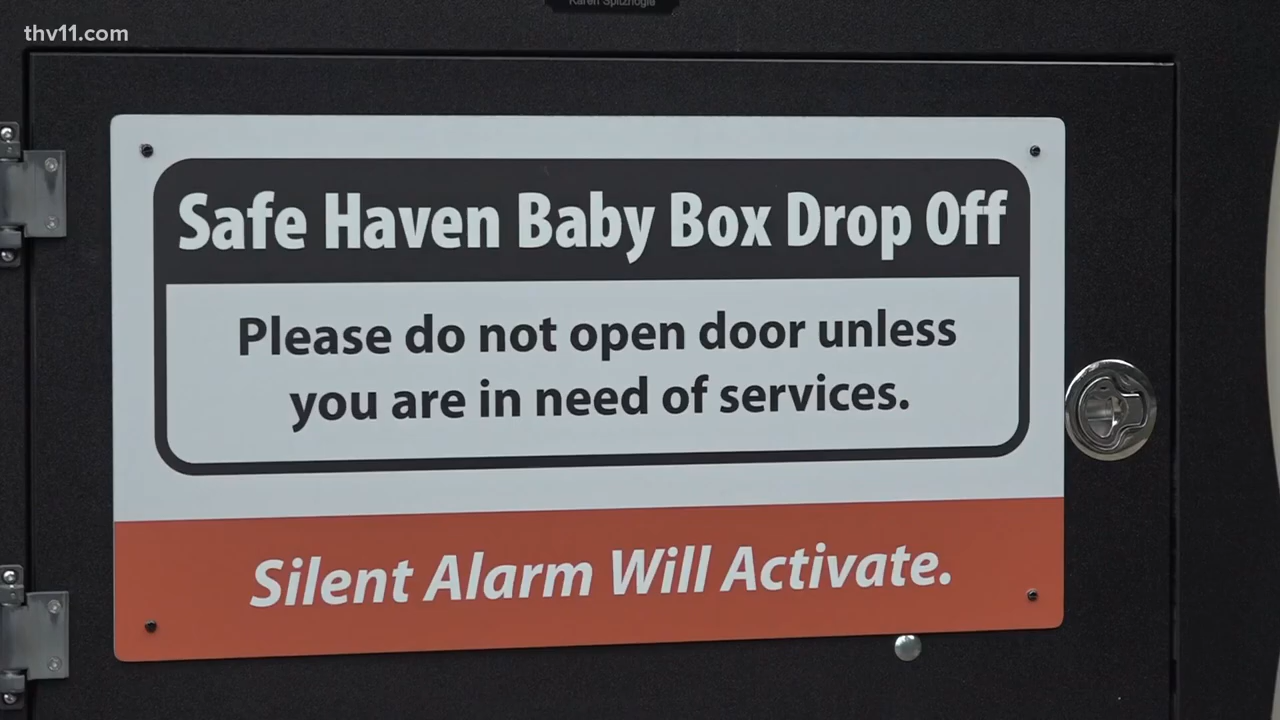 thv11.com
Safe Haven Baby Box Drop Off
Please do not open door unless
you are in need of services.
Silent Alarm Will Activate.